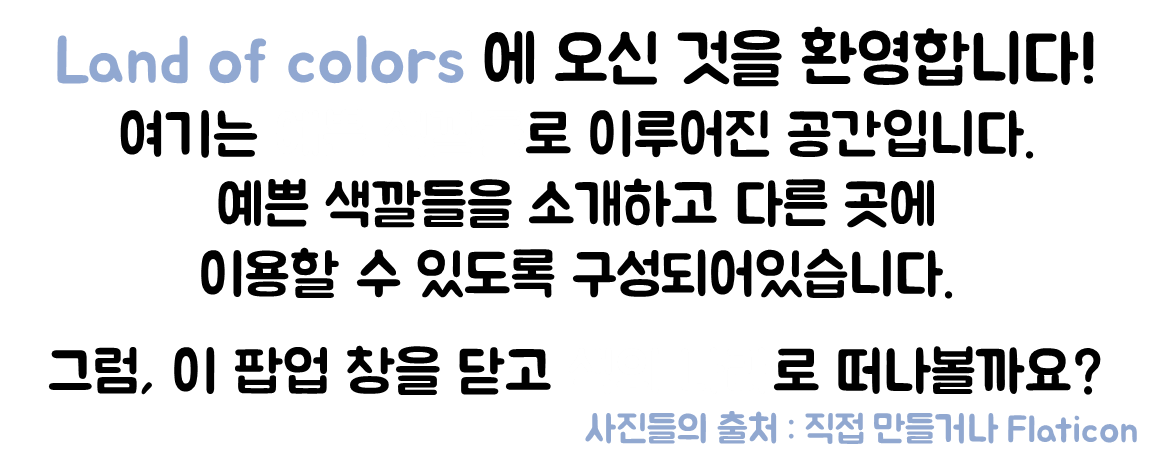 Land of colors 에 오신 것을 환영합니다!
여기는 로 이루어진 공간입니다.
예쁜 색깔들을 소개하고 다른 곳에
이용할 수 있도록 구성되어있습니다.
그럼, 이 팝업 창을 닫고 로 떠나볼까요?
사진들의 출처 : 직접 만들거나 Flaticon